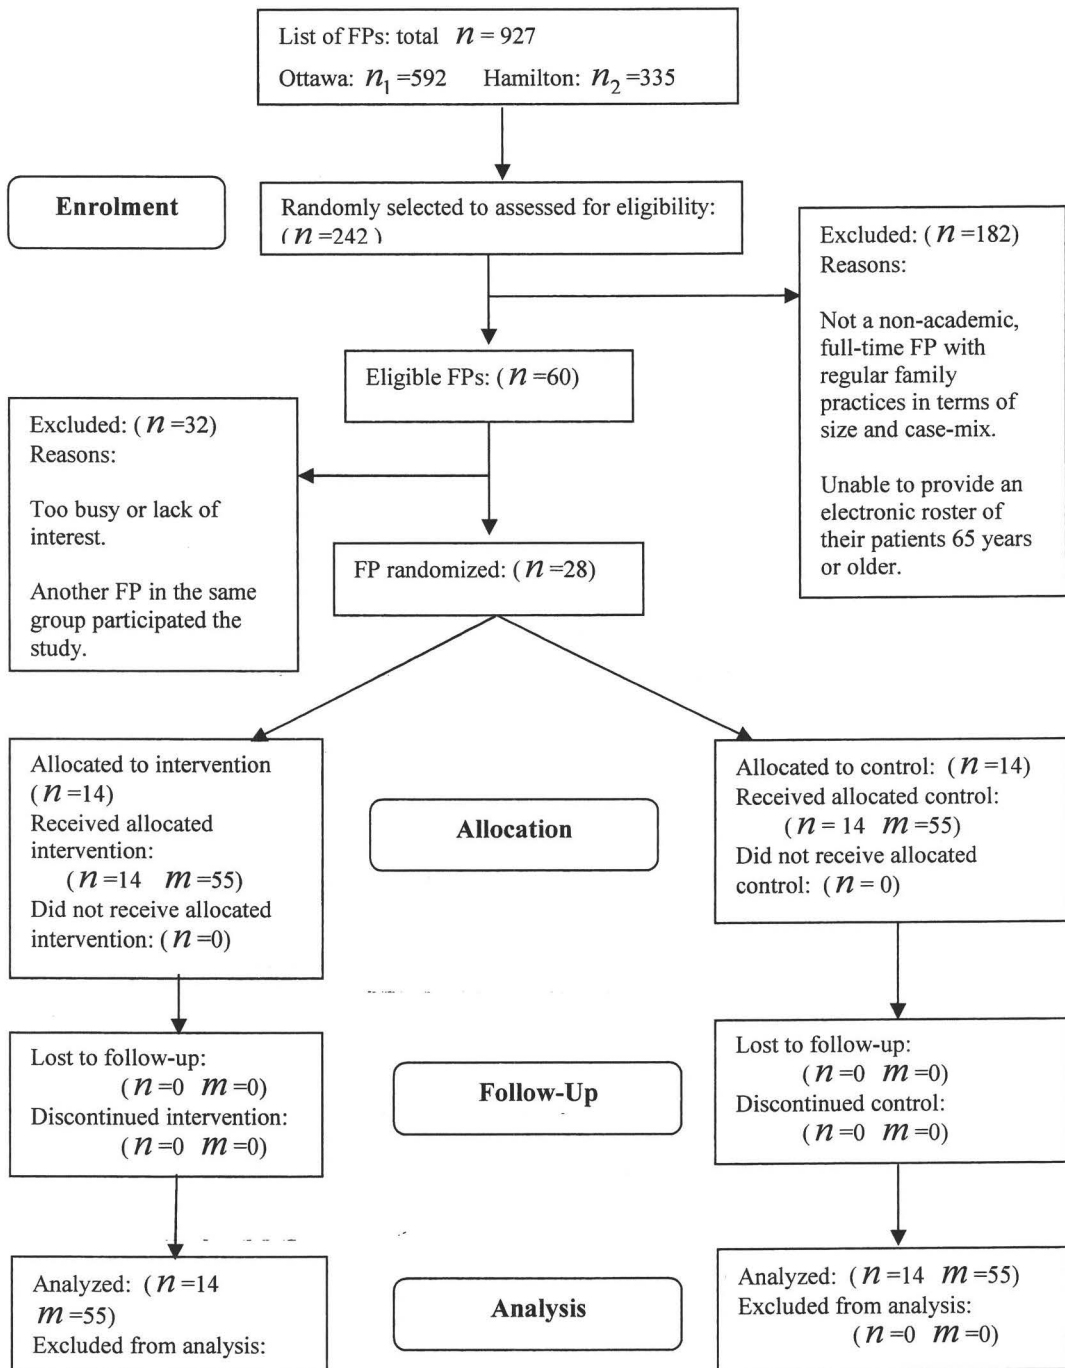 List of FPs: total n = 927
Ottawa: n1 =592 Hamilton: n2 =335
Enrolment
Randomly selected to assessed for eligibility:
( n =242 )
Excluded: ( n =182)
Reasons:
Not a non-academic,
full-time FP with
regular family
practices in terms of
size and case-mix.
Unable to provide an
electronic roster of
their patients 65 years
or older.
Eligible FPs: ( n =60)
Excluded: ( n =32)
Reasons:
Too busy or lack of
interest.
Another FP in the same
group participated the
study.
FP randomized: ( n =28)
Allocated to intervention
( n =14)
Received allocated
intervention:
( n =14 m =55)
Did not receive allocated
intervention: ( n =0)
Allocation
Allocated to control: ( n =14)
Received allocated control:
( n = 14 m =55)
Did not receive allocated
control: ( n = 0)
Lost to follow-up:
( n =0 m =0)
Discontinued intervention:
( n =0 m =0)
Follow-Up
Lost to follow-up:
( n =0 m =0)
Discontinued control:
( n =0 m =0)
Analyzed: ( n =14
m =55)
Excluded from analysis:
Analysis
Analyzed: ( n =14 m =55)
Excluded from analysis:
( n =0 m =0)